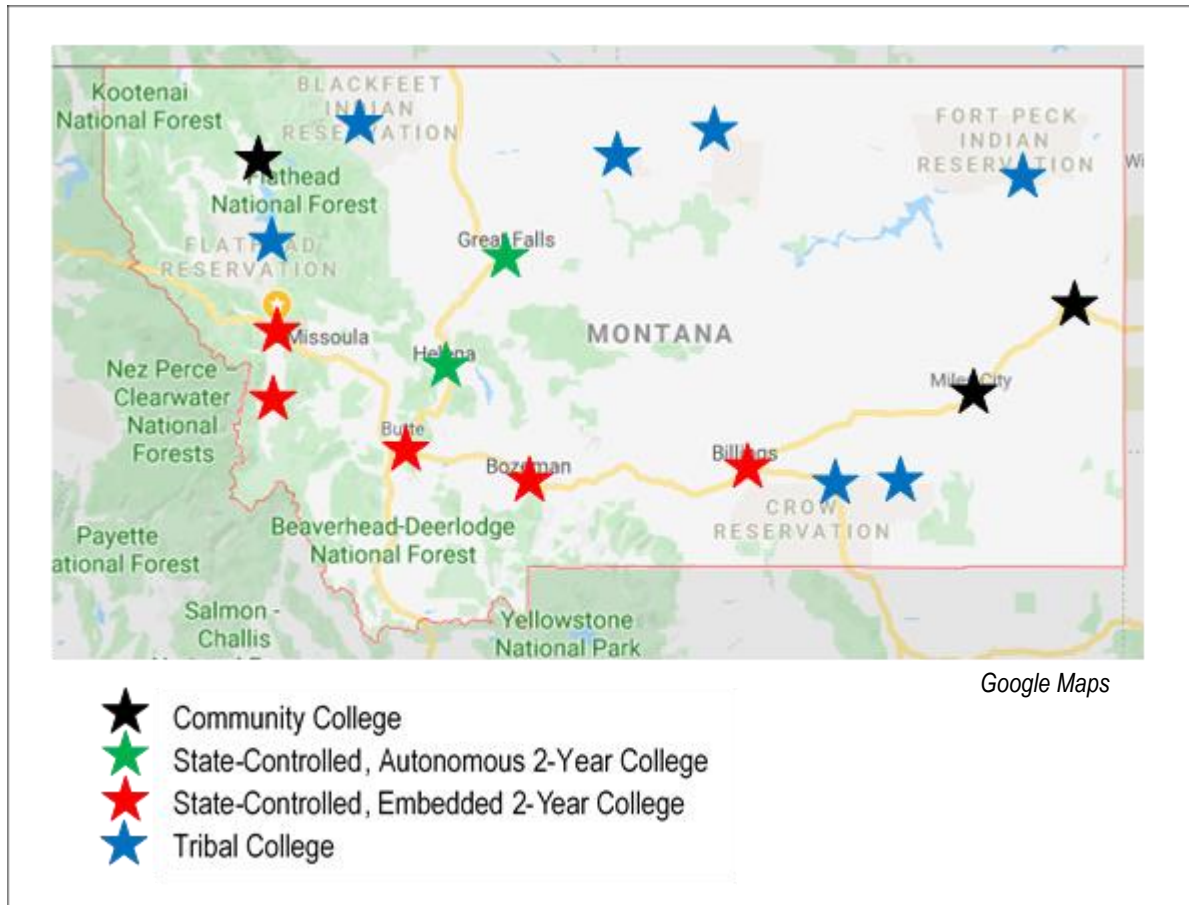 Kootenai
National Forest
BLACKFEET
INDIAN
RESERVATION
FORT PECK
INDIAN
RESERVATION
Wi
Flathead
National Forest
FLATHEAD
RESERVATION
Great Falls
Missoula
MONTANA
Helena
Nez Perce
Clearwater
National
Forests
Miles City
Butte
Bozeman
Billings
CROW
RESERVATION
Beaverhead-Deerlodge
National Forest
Payette
ational Forest
Salmon -
Challis
Yellowstone
National Park
Google Maps
Community College
State-Controlled, Autonomous 2-Year College
State-Controlled, Embedded 2-Year College
Tribal College